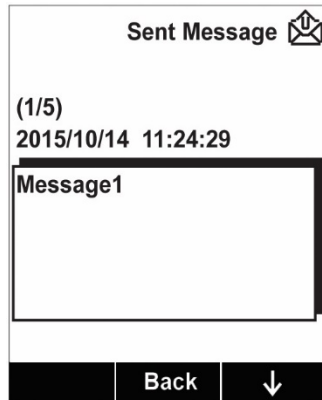 Sent Message
(1/5)
2015/10/14 11:24:29
Message1
Back ↓